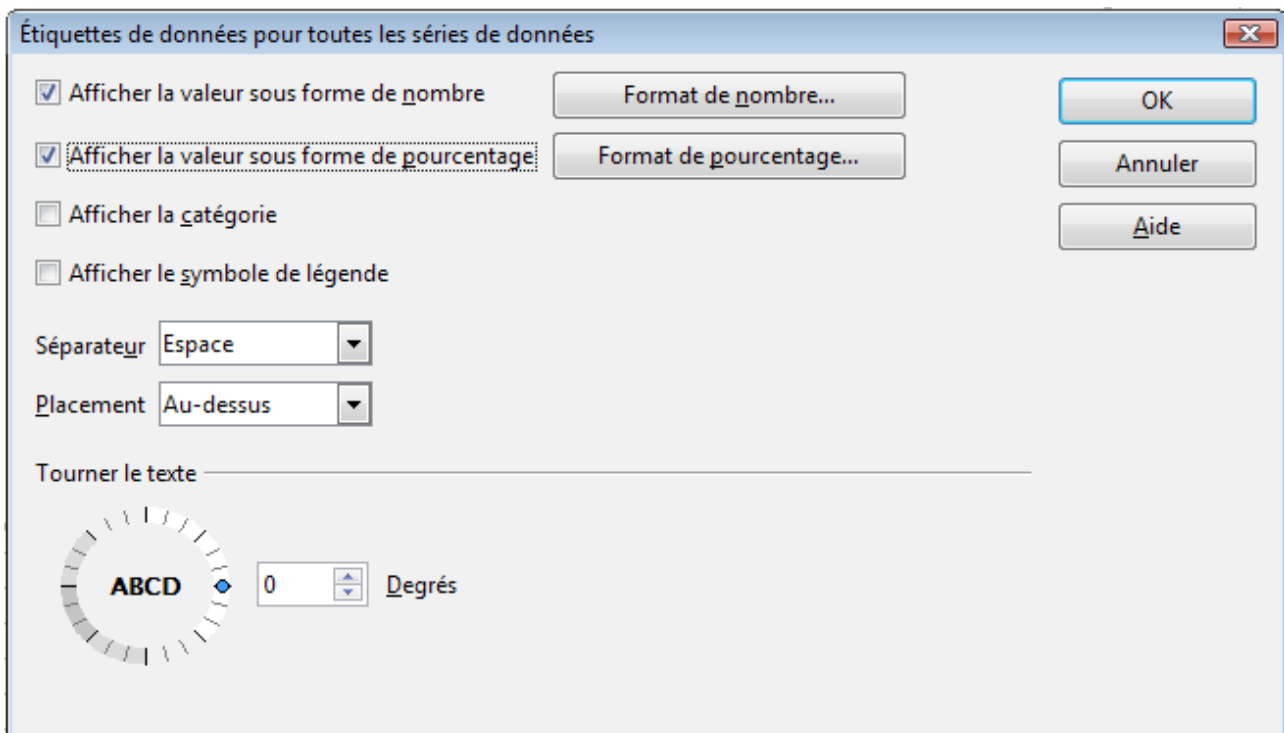 Étiquettes de données pour toutes les séries de données
Afficher la valeur sous forme de nombre
Format de nombre...
OK
Afficher la valeur sous forme de pourcentage
Format de pourcentage...
Annuler
Afficher la catégorie
Aide
Afficher le symbole de légende
Séparateur Espace
Placement Au-dessus
Tourner le texte
ABCD
0 Degrés